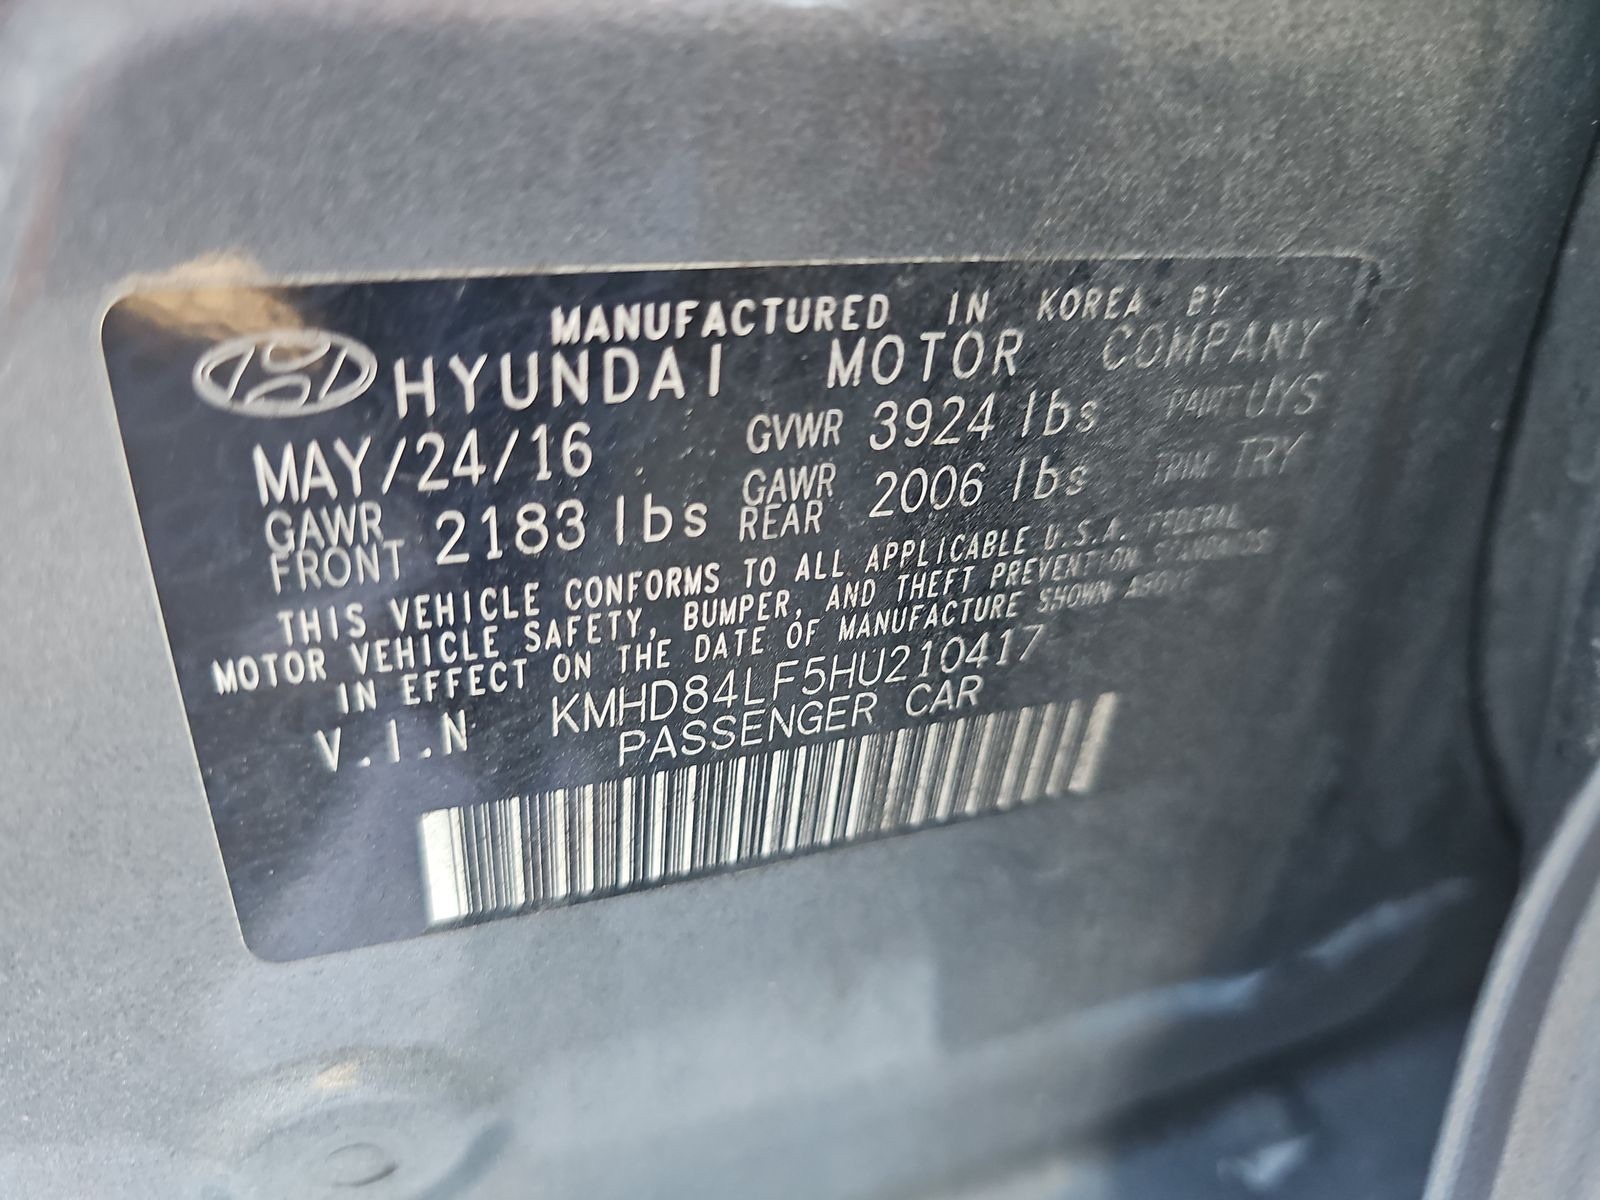 MANUFACTURED IN KOREA BY
HYUNDAI MOTOR COMPANY
MAY/24/16 GVWR 3924 lbs PAINT UYS
GAWR FRONT 2183 lbs GAWR REAR 2006 lbs TRIM TRY
THIS VEHICLE CONFORMS TO ALL APPLICABLE U.S.A. FEDERAL
MOTOR VEHICLE SAFETY, BUMPER, AND THEFT PREVENTION STANDARDS
IN EFFECT ON THE DATE OF MANUFACTURE SHOWN ABOVE
V.I.N KMHD84LF5HU210417
PASSENGER CAR